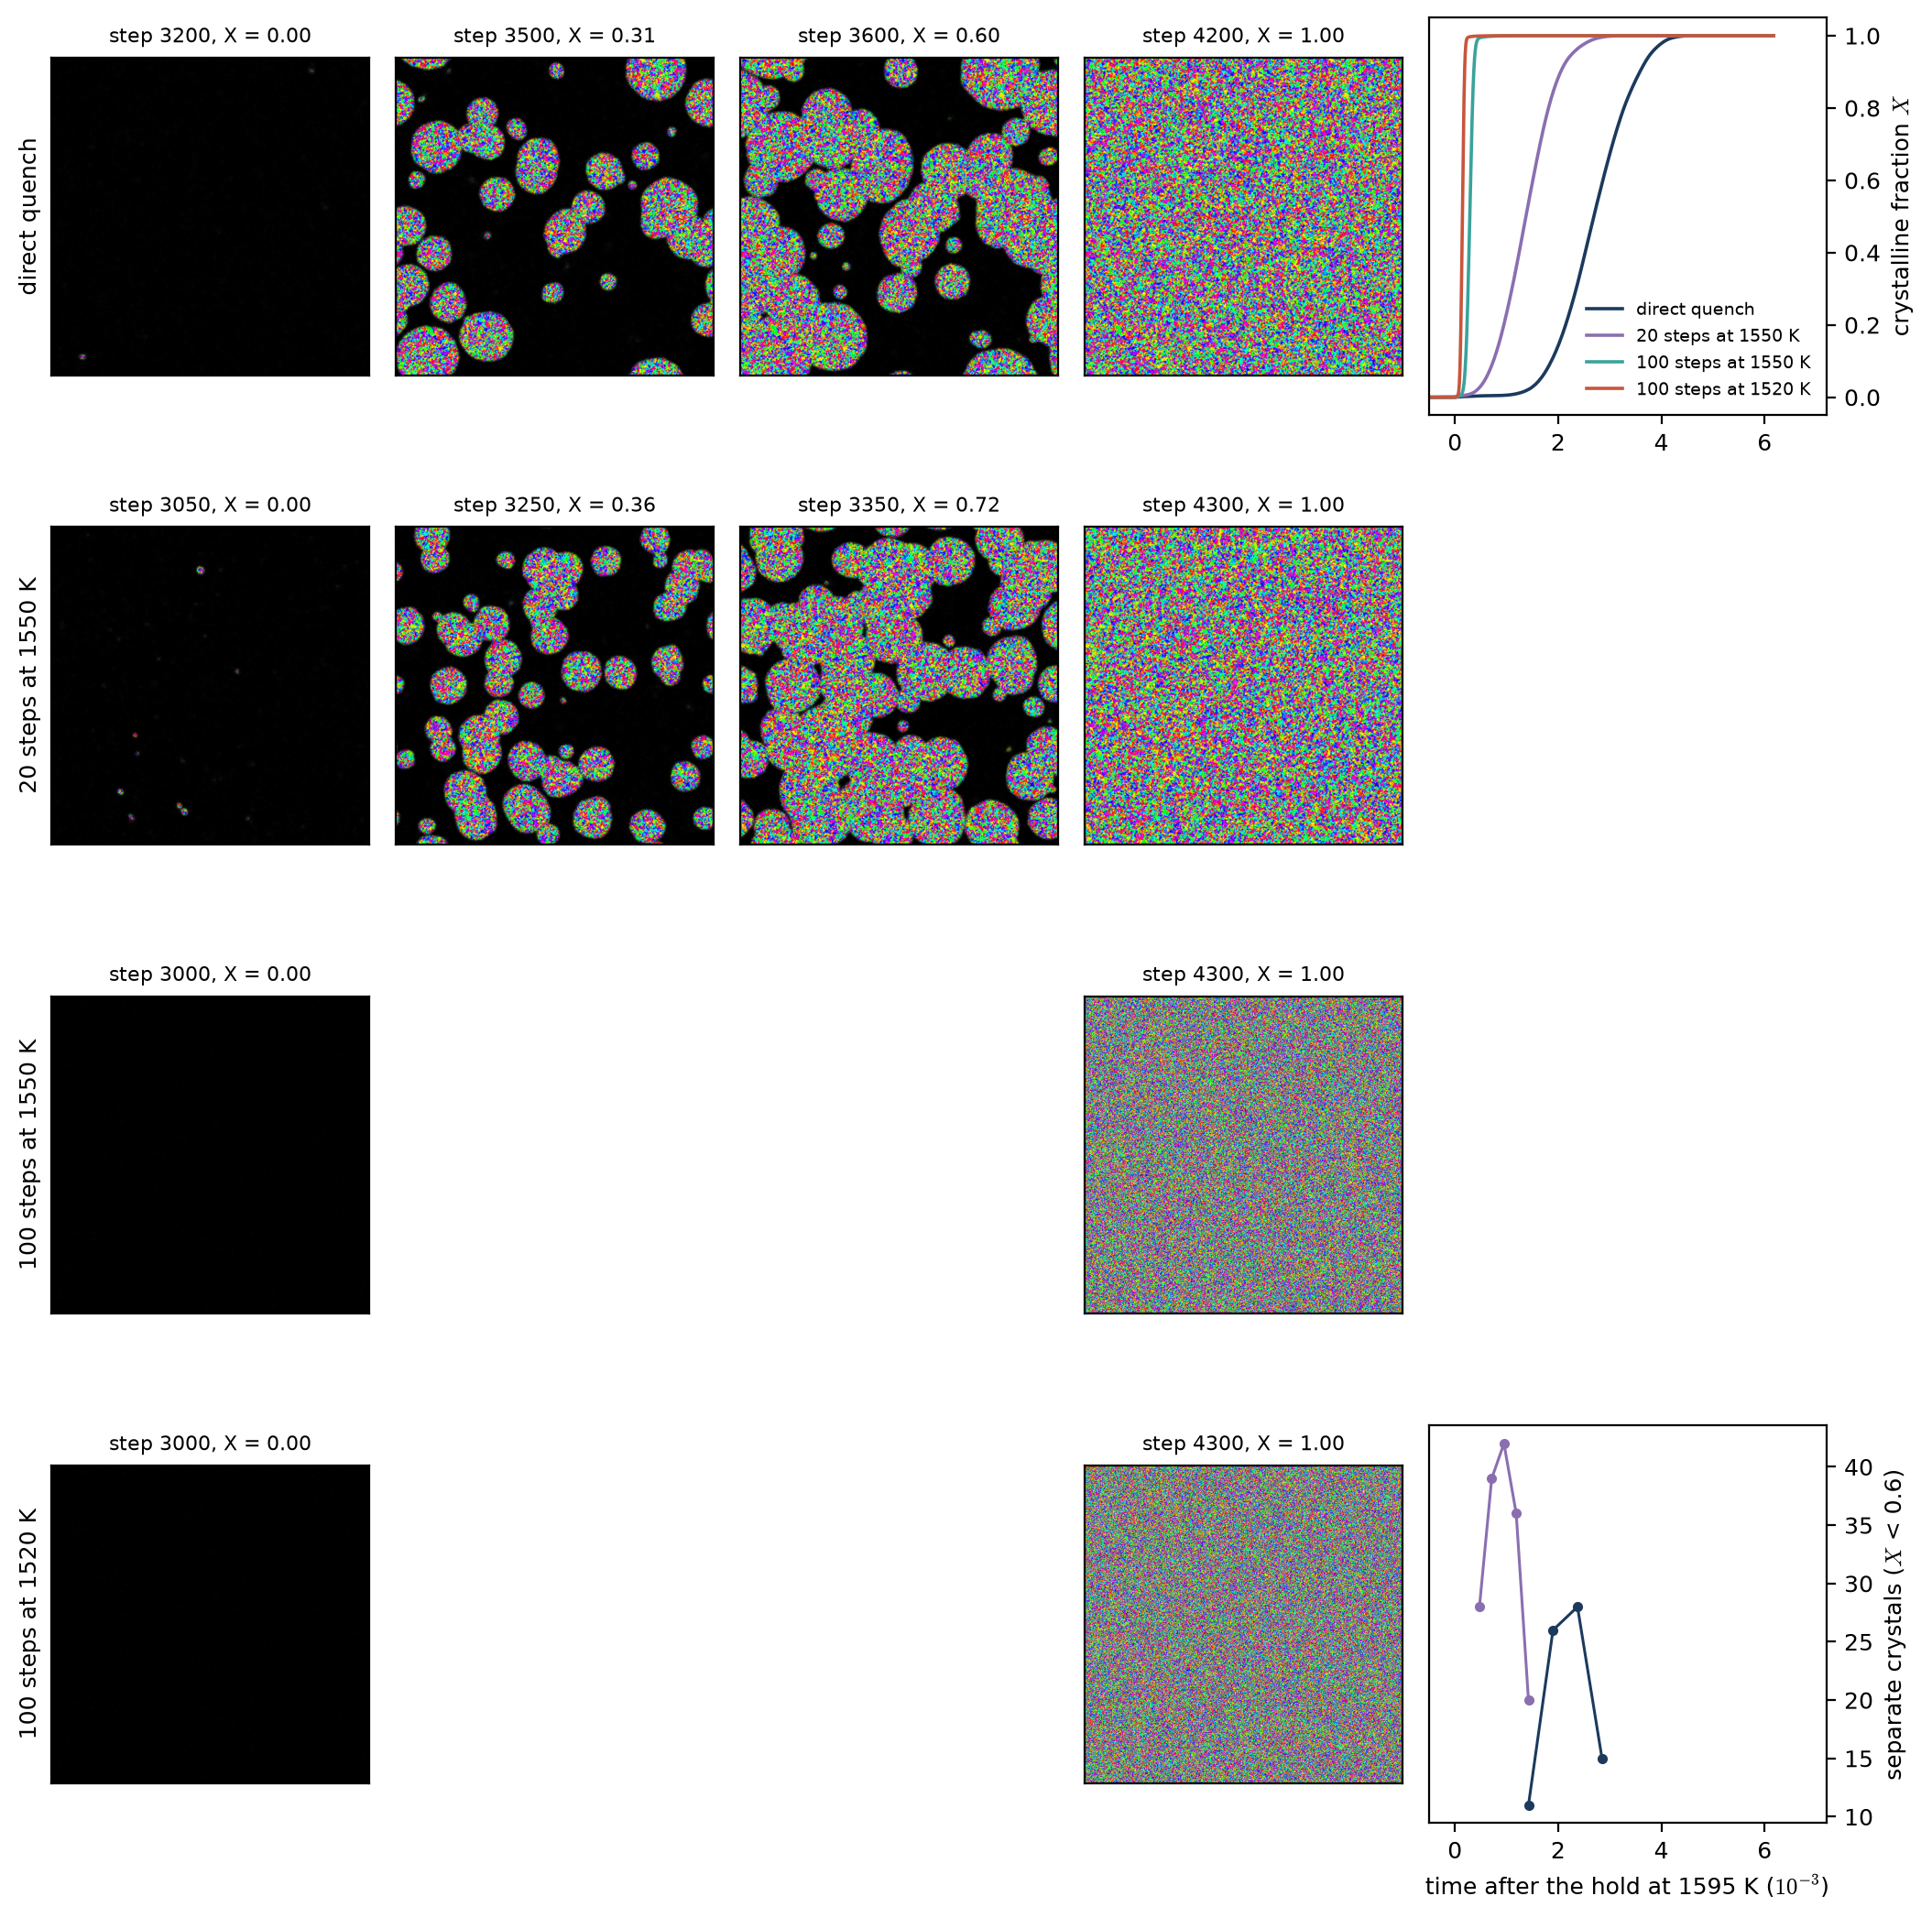 direct quench
step 3200, X = 0.00
step 3500, X = 0.31
step 3600, X = 0.60
step 4200, X = 1.00
1.0
0.8
0.6
0.4
0.2
0.0
crystalline fraction X
direct quench
20 steps at 1550 K
100 steps at 1550 K
100 steps at 1520 K
0 2 4 6
20 steps at 1550 K
step 3050, X = 0.00
step 3250, X = 0.36
step 3350, X = 0.72
step 4300, X = 1.00
100 steps at 1550 K
step 3000, X = 0.00
step 4300, X = 1.00
100 steps at 1520 K
step 3000, X = 0.00
step 4300, X = 1.00
40
35
30
25
20
15
10
separate crystals (X < 0.6)
0 2 4 6
time after the hold at 1595 K (10⁻³)